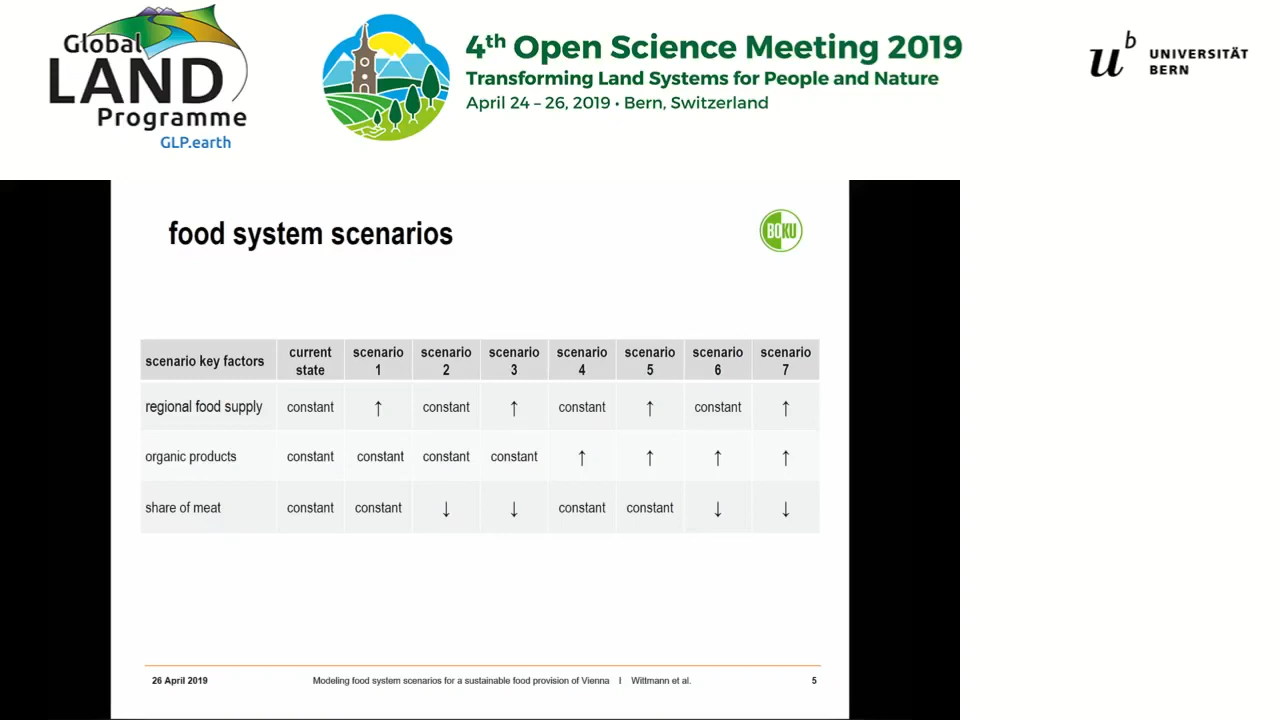 Global
LAND
Programme
GLP.earth
4th Open Science Meeting 2019
Transforming Land Systems for People and Nature
April 24 – 26, 2019 • Bern, Switzerland
u b UNIVERSITÄT
BERN
food system scenarios
BOKU
scenario key factors current state scenario 1 scenario 2 scenario 3 scenario 4 scenario 5 scenario 6 scenario 7
regional food supply constant ↑ constant ↑ constant ↑ constant ↑
organic products constant constant constant constant ↑ ↑ ↑ ↑
share of meat constant constant ↓ ↓ constant constant ↓ ↓
26 April 2019 Modeling food system scenarios for a sustainable food provision of Vienna I Wittmann et al. 5